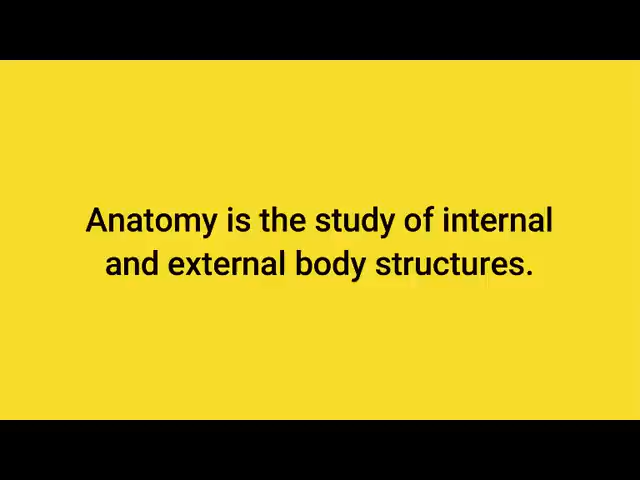 Anatomy is the study of internal
and external body structures.